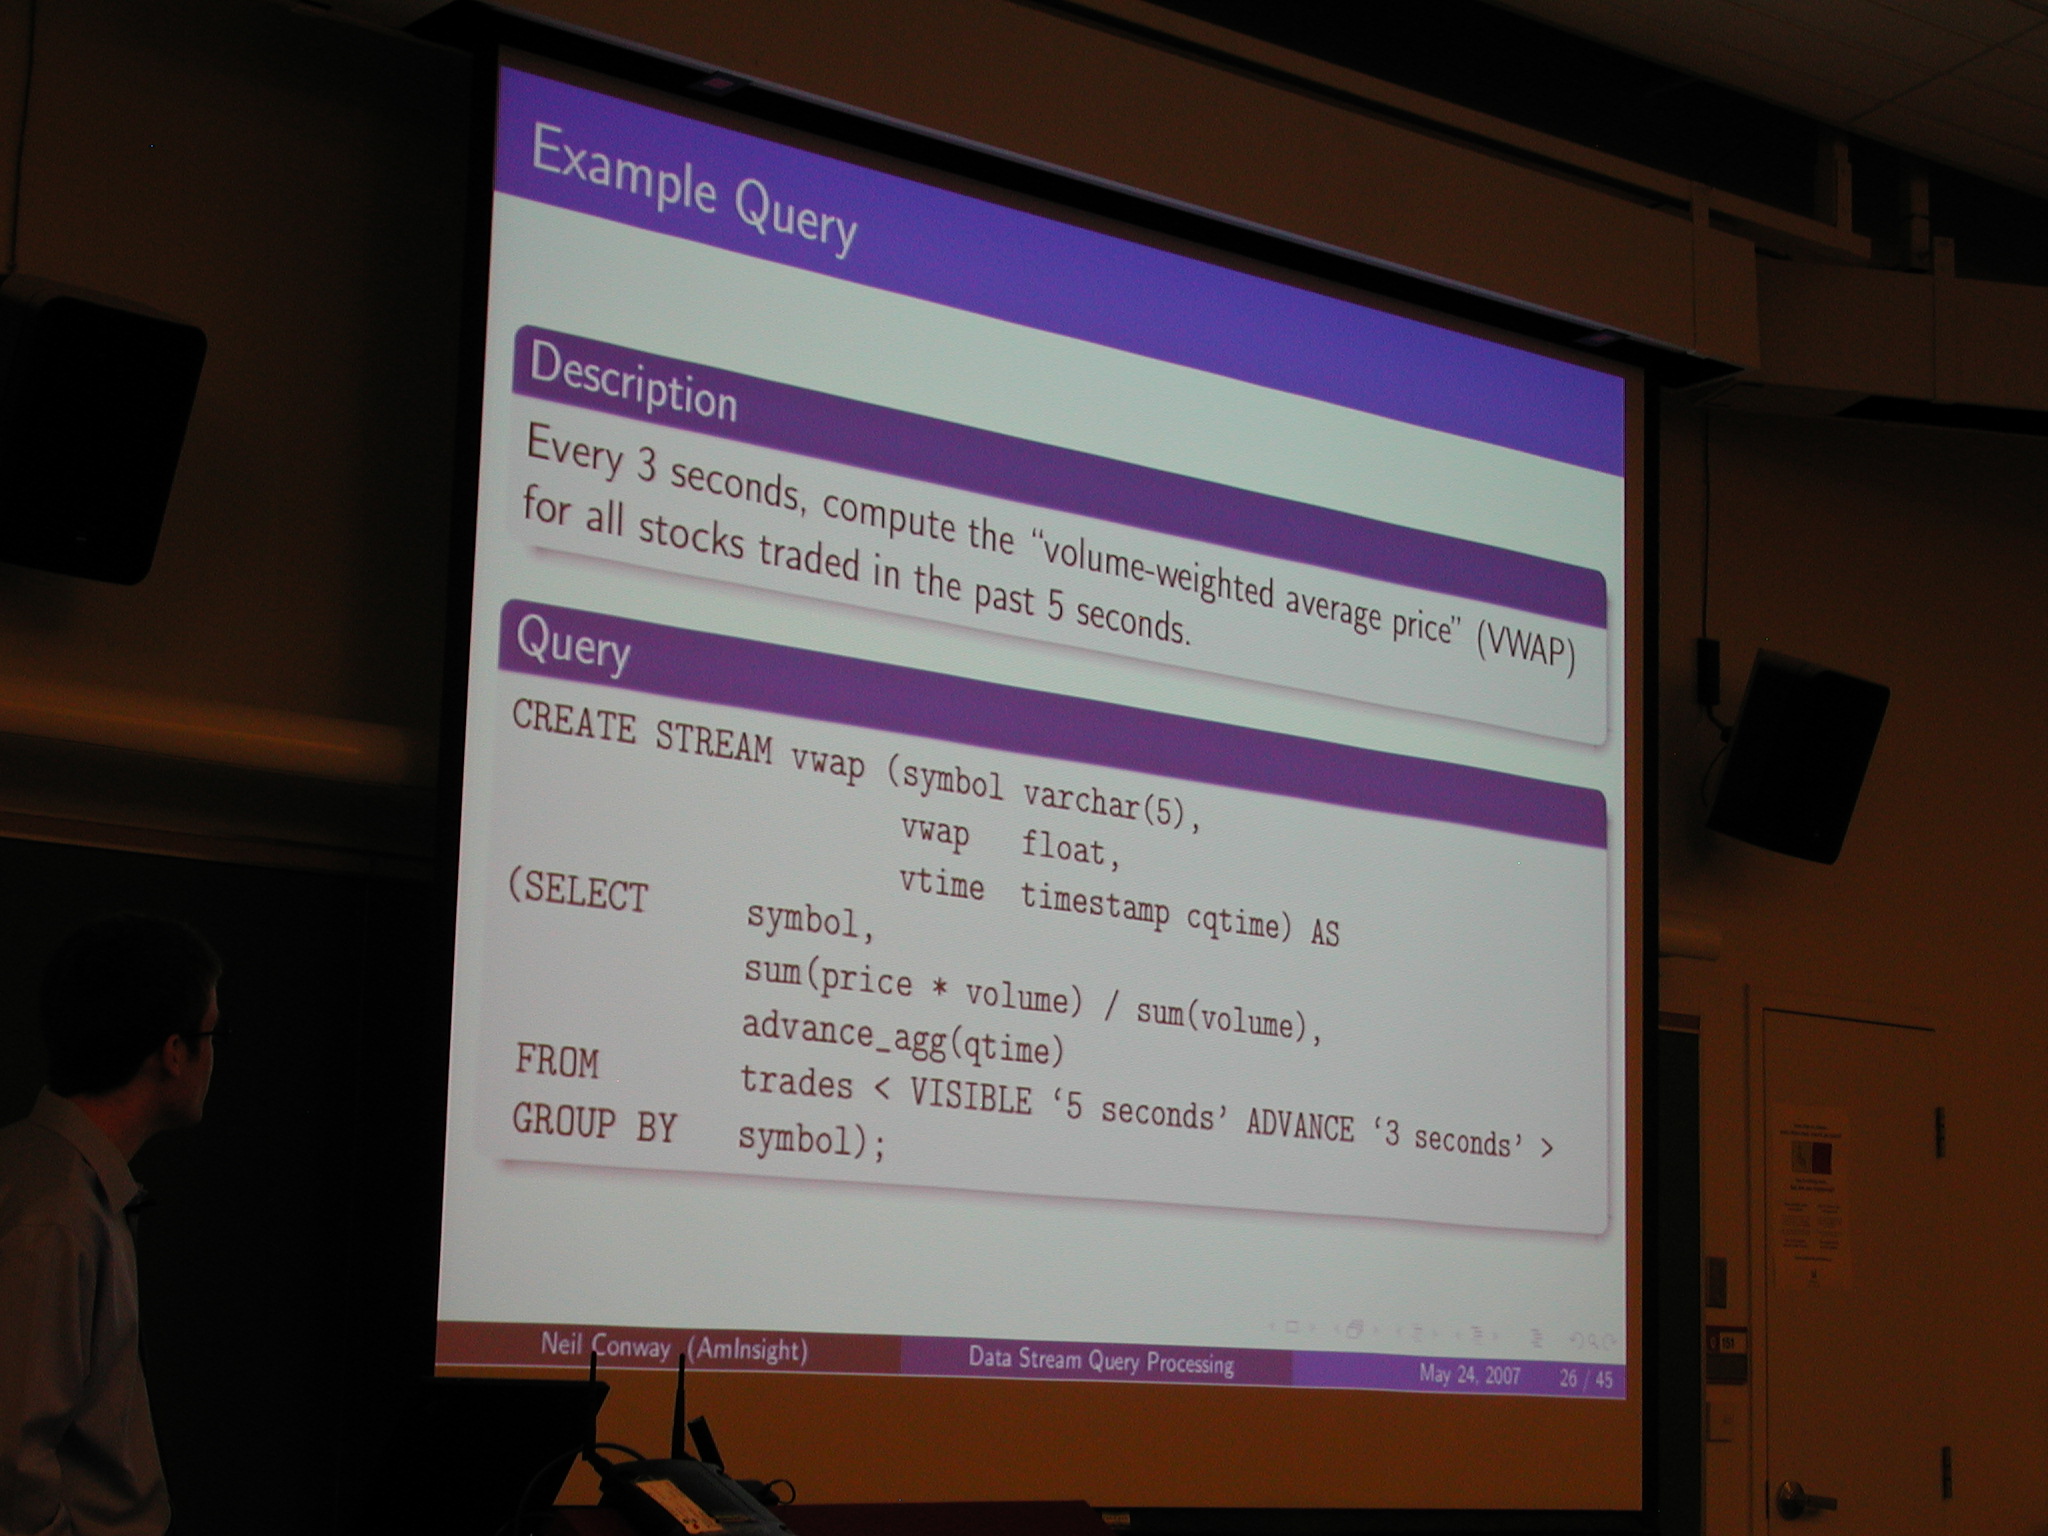 Example Query
Description
Every 3 seconds, compute the “volume-weighted average price” (VWAP)
for all stocks traded in the past 5 seconds.
Query
CREATE STREAM vwap (symbol varchar(5),
vwap float,
vtime timestamp cqtime) AS
(SELECT symbol,
sum(price * volume) / sum(volume),
advance_agg(qtime)
FROM trades < VISIBLE ‘5 seconds’ ADVANCE ‘3 seconds’ >
GROUP BY symbol);
Neil Conway (AmInsight) Data Stream Query Processing May 24, 2007 26 / 45
151